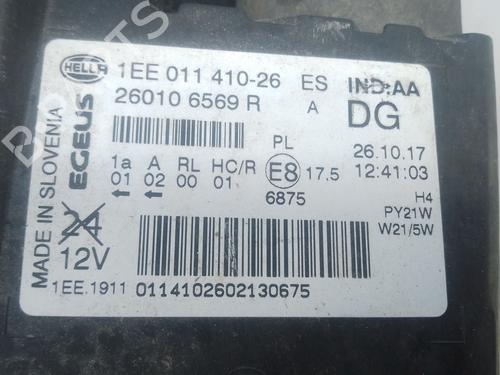 HELLA
1EE 011 410-26 ES IND:AA
26010 6569 R A DG
PL
26.10.17
1a A RL HC/R E8 17.5 12:41:03
01 02 00 01
6875
H4
PY21W
W21/5W
MADE IN SLOVENIA
EGEUS
24
12V
1EE.1911 0114102602130675